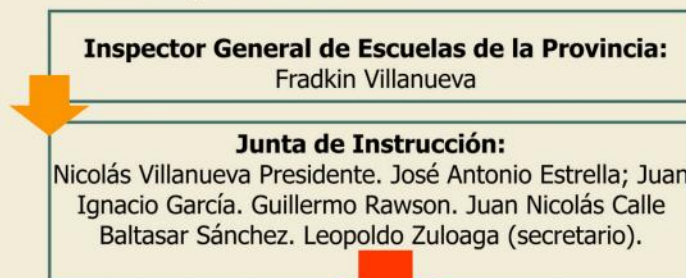 Inspector General de Escuelas de la Provincia:
Fradkin Villanueva
Junta de Instrucción:
Nicolás Villanueva Presidente. José Antonio Estrella; Juan
Ignacio García. Guillermo Rawson. Juan Nicolás Calle
Baltasar Sánchez. Leopoldo Zuloaga (secretario).